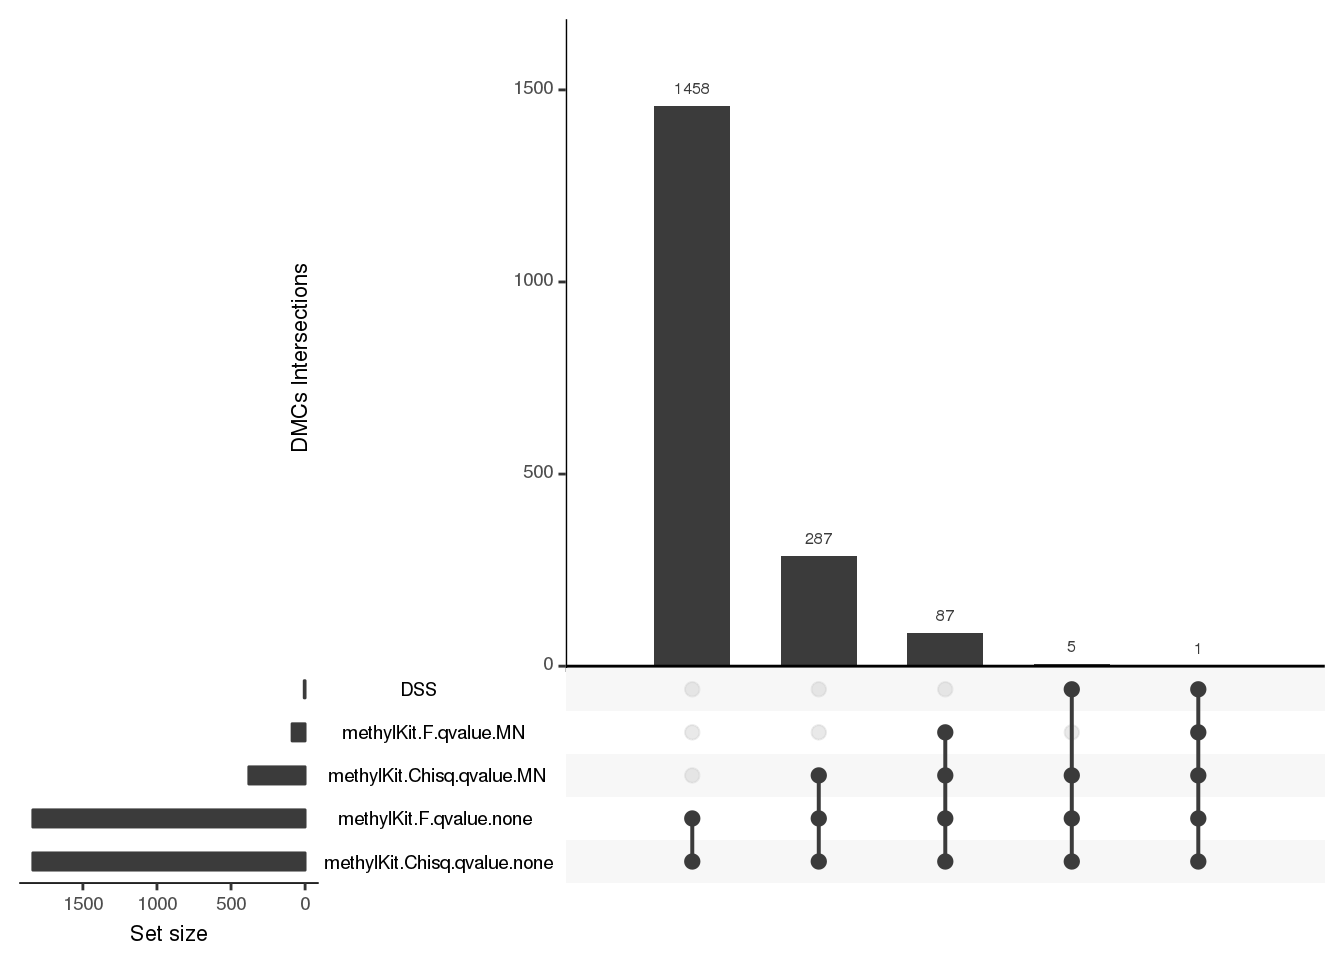 1500
1000
500
0
DMCs Intersections
1458
287
87
5
1
DSS
methylKit.F.qvalue.MN
methylKit.Chisq.qvalue.MN
methylKit.F.qvalue.none
methylKit.Chisq.qvalue.none
1500 1000 500 0
Set size